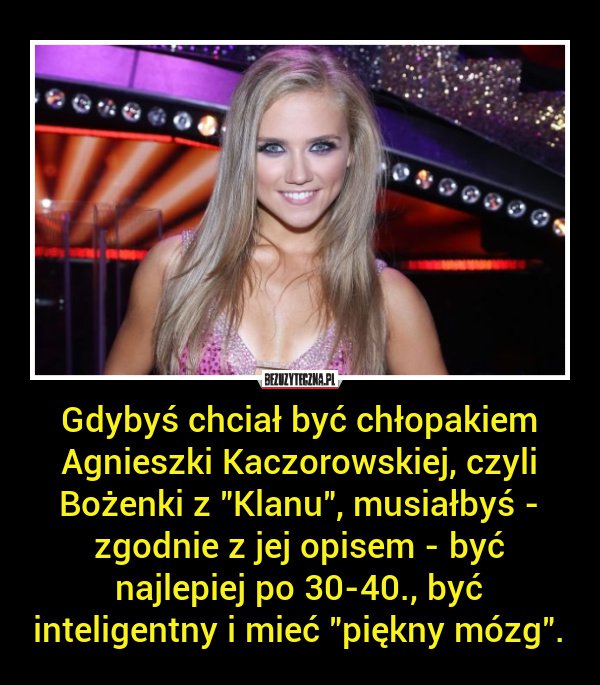 BEZUZYTECZNA.PL
Gdybyś chciał być chłopakiem
Agnieszki Kaczorowskiej, czyli
Bożenki z "Klanu", musiałbyś -
zgodnie z jej opisem - być
najlepiej po 30-40., być
inteligentny i mieć "piękny mózg".